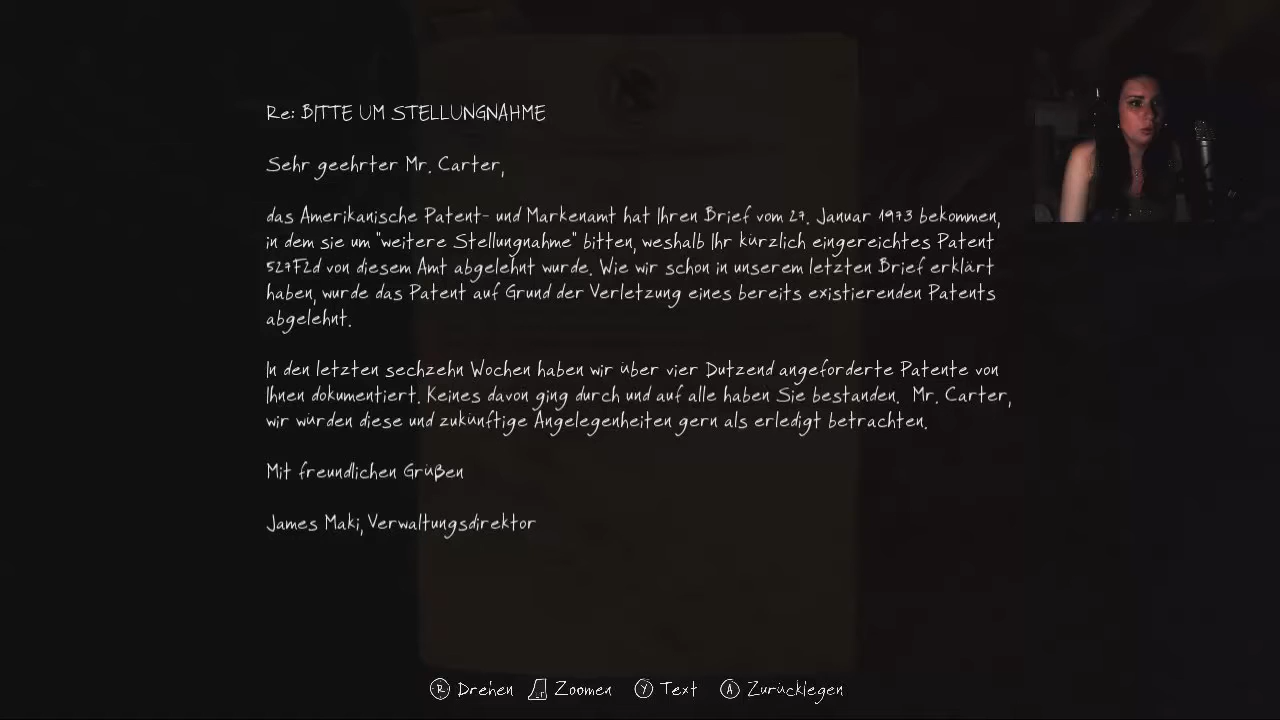 Re: BITTE UM STELLUNGNAHME
Sehr geehrter Mr. Carter,
das Amerikanische Patent- und Markenamt hat Ihren Brief vom 27. Januar 1973 bekommen,
in dem sie um "weitere Stellungnahme" bitten, weshalb Ihr kürzlich eingereichtes Patent
527F2d von diesem Amt abgelehnt wurde. Wie wir schon in unserem letzten Brief erklärt
haben, wurde das Patent auf Grund der Verletzung eines bereits existierenden Patents
abgelehnt.
In den letzten sechzehn Wochen haben wir über vier Dutzend angeforderte Patente von
Ihnen dokumentiert. Keines davon ging durch und auf alle haben Sie bestanden. Mr. Carter,
wir würden diese und zukünftige Angelegenheiten gern als erledigt betrachten.
Mit freundlichen Grüßen
James Maki, Verwaltungsdirektor
R Drehen Zoomen Y Text A Zurücklegen